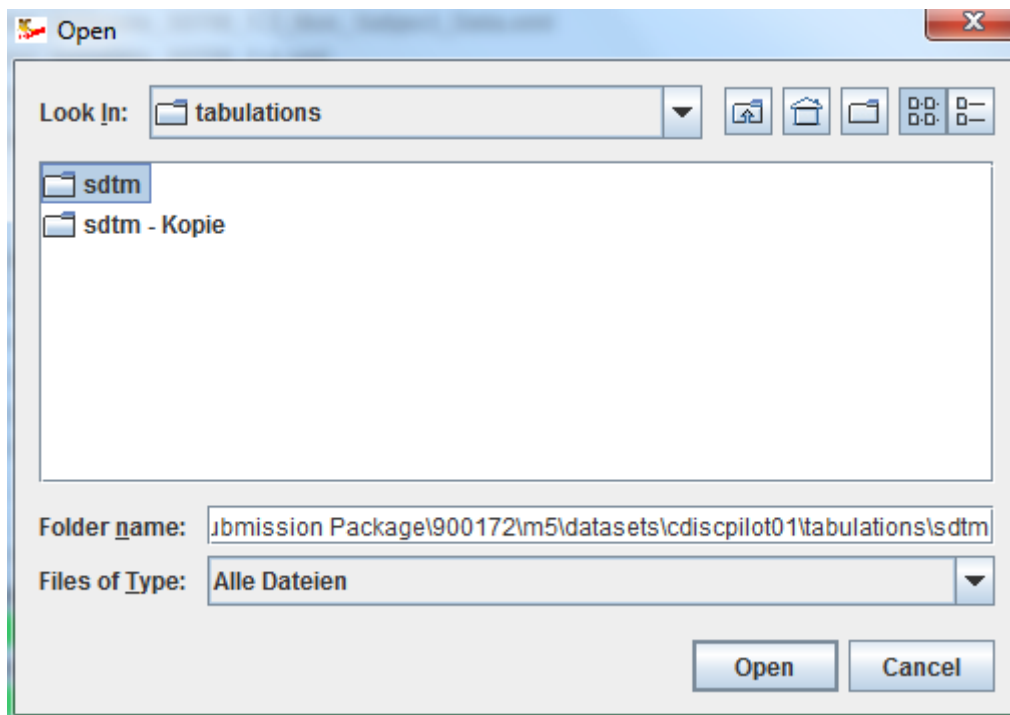 Open
Look In: tabulations
sdtm
sdtm - Kopie
Folder name: ubmission Package\900172\m5\datasets\cdiscpilot01\tabulations\sdtm
Files of Type: Alle Dateien
Open Cancel